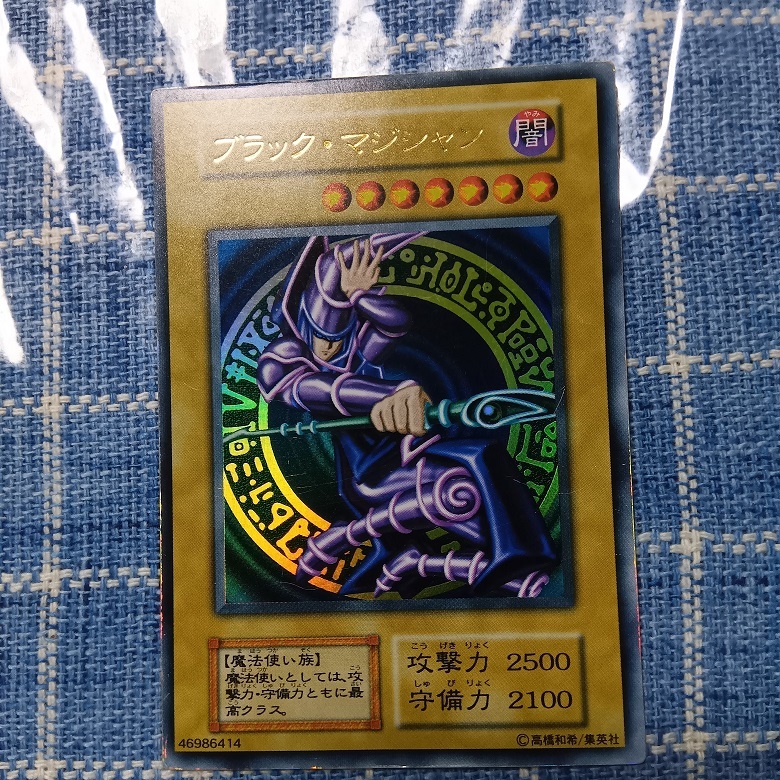 ブラック・マジシャン
やみ
闇
【魔法使い族】
魔法使いとしては、攻
撃力・守備力ともに最
高クラス。
こう げき りょく
攻撃力 2500
しゅ び りょく
守備力 2100
46986414
©高橋和希/集英社